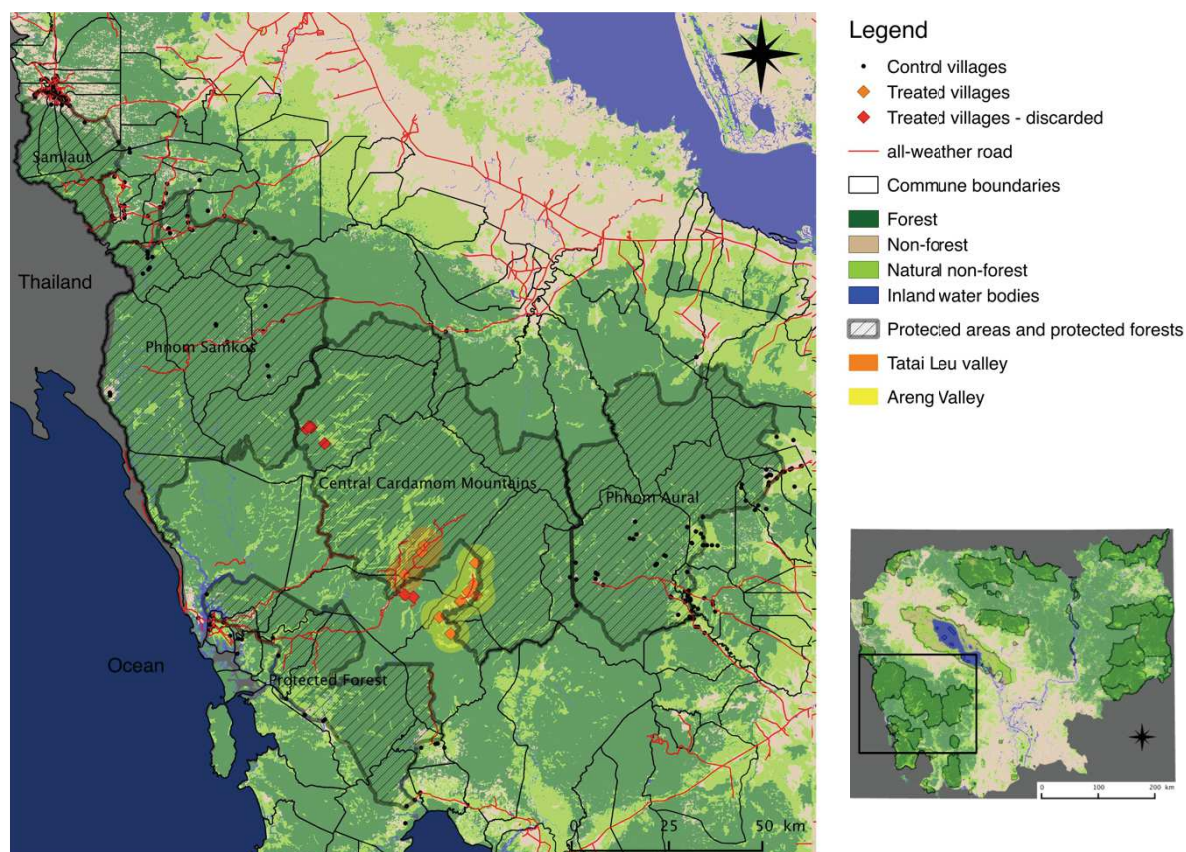 Samlaut
Thailand
Phnom Samkos
Central Cardamom Mountains
Phnom Aural
Ocean
Protected Forest
0 25 50 km
Legend
Control villages
Treated villages
Treated villages - discarded
all-weather road
Commune boundaries
Forest
Non-forest
Natural non-forest
Inland water bodies
Protected areas and protected forests
Tatai Leu valley
Areng Valley
0 100 200 km